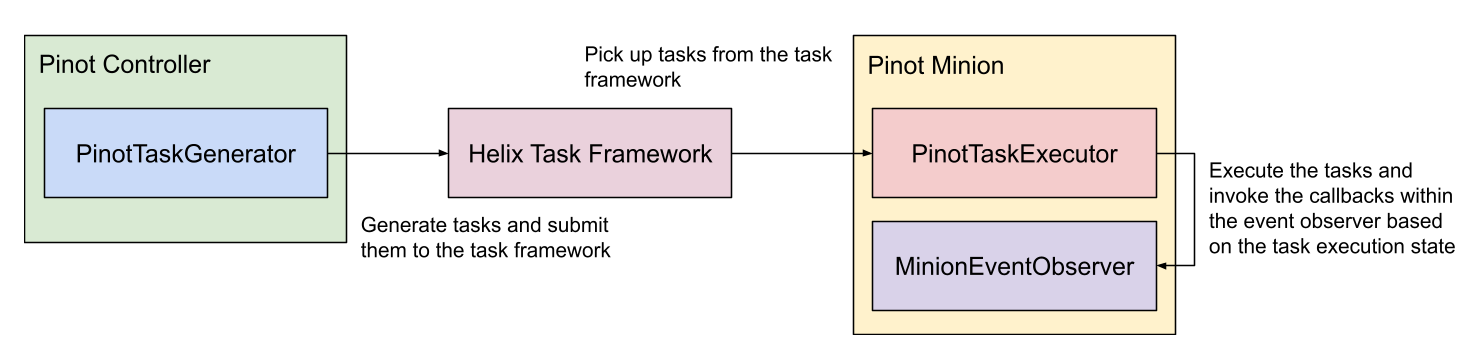 Pinot Controller
PinotTaskGenerator
Generate tasks and submit
them to the task framework
Helix Task Framework
Pick up tasks from the task
framework
Pinot Minion
PinotTaskExecutor
MinionEventObserver
Execute the tasks and
invoke the callbacks within
the event observer based
on the task execution state